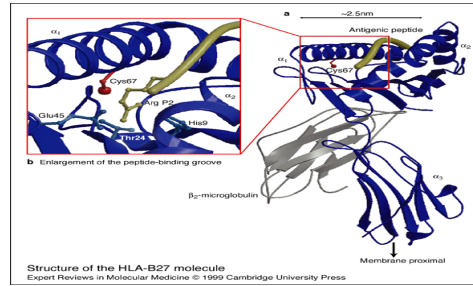 a
~2.5nm
Antigenic peptide
α1
α2
Cys67
α1
Cys67
α2
Arg P2
Glu45
His9
Thr24
b Enlargement of the peptide-binding groove
α3
β2-microglobulin
Membrane proximal
Structure of the HLA-B27 molecule
Expert Reviews in Molecular Medicine © 1999 Cambridge University Press